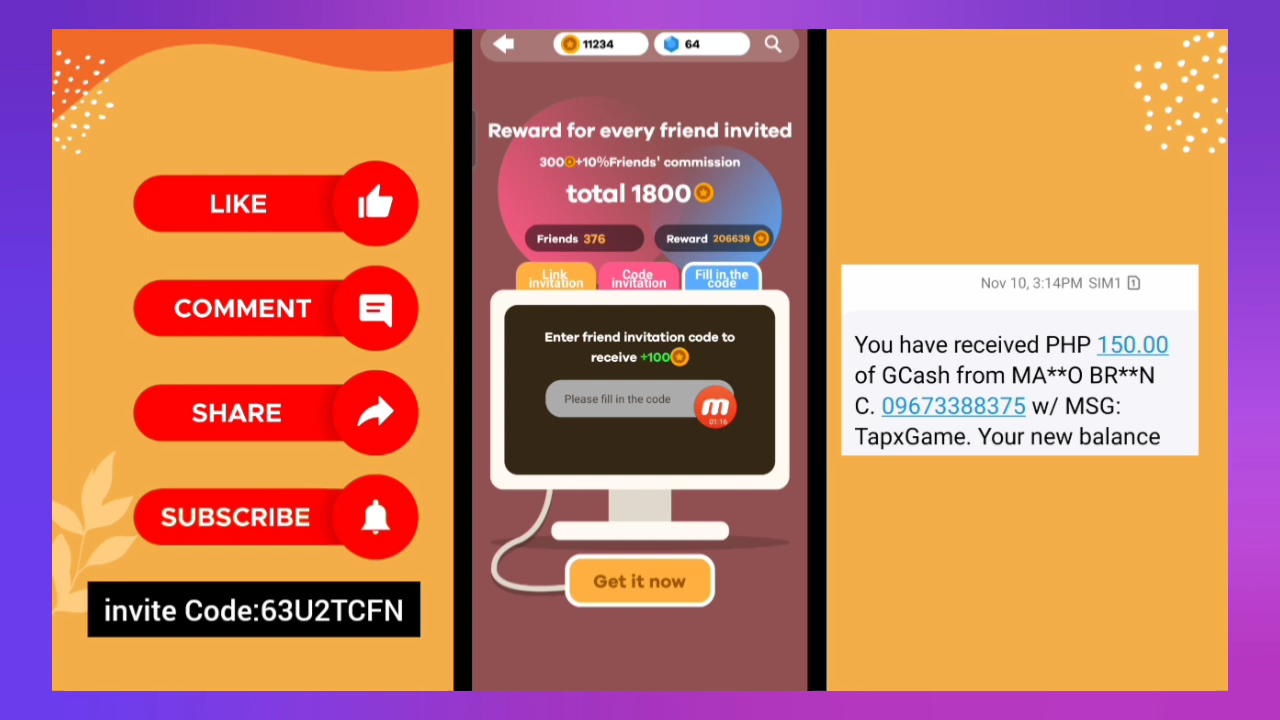 LIKE
COMMENT
SHARE
SUBSCRIBE
invite Code:63U2TCFN
11234
64
Reward for every friend invited
300+10%Friends' commission
total 1800
Friends 376
Reward 206639
Link invitation
Code invitation
Fill in the code
Enter friend invitation code to
receive +100
Please fill in the code
01:16
Get it now
Nov 10, 3:14PM SIM1 1
You have received PHP 150.00
of GCash from MA**O BR**N
C. 09673388375 w/ MSG:
TapxGame. Your new balance